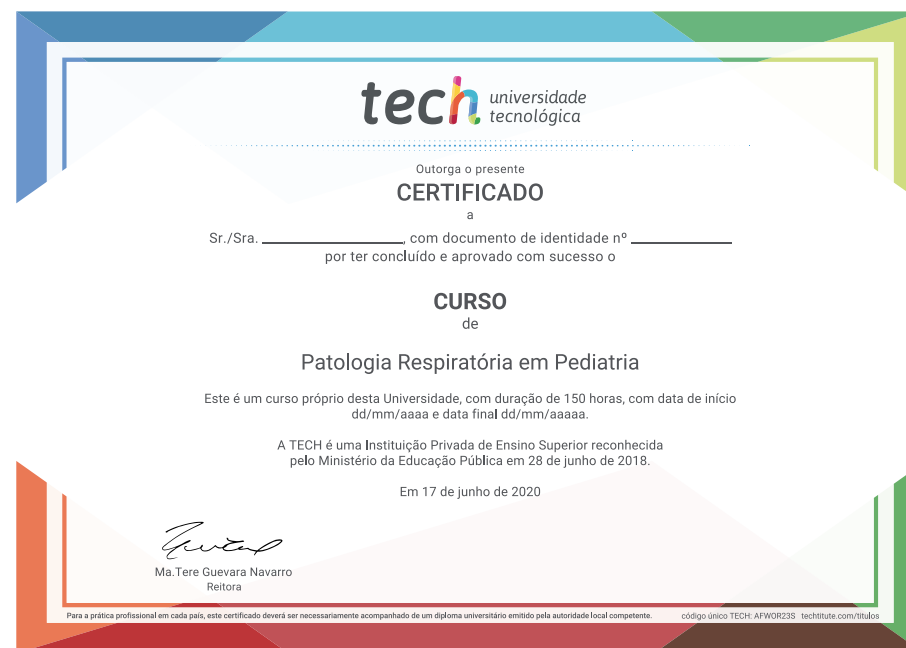 tech universidade
tecnológica
Outorga o presente
CERTIFICADO
a
Sr./Sra. ____________________, com documento de identidade nº ______________
por ter concluído e aprovado com sucesso o
CURSO
de
Patologia Respiratória em Pediatria
Este é um curso próprio desta Universidade, com duração de 150 horas, com data de início
dd/mm/aaaa e data final dd/mm/aaaaa.
A TECH é uma Instituição Privada de Ensino Superior reconhecida
pelo Ministério da Educação Pública em 28 de junho de 2018.
Em 17 de junho de 2020
Ma.Tere Guevara Navarro
Reitora
Para a prática profissional em cada país, este certificado deverá ser necessariamente acompanhado de um diploma universitário emitido pela autoridade local competente. código único TECH: AFWOR23S techtitute.com/titulos